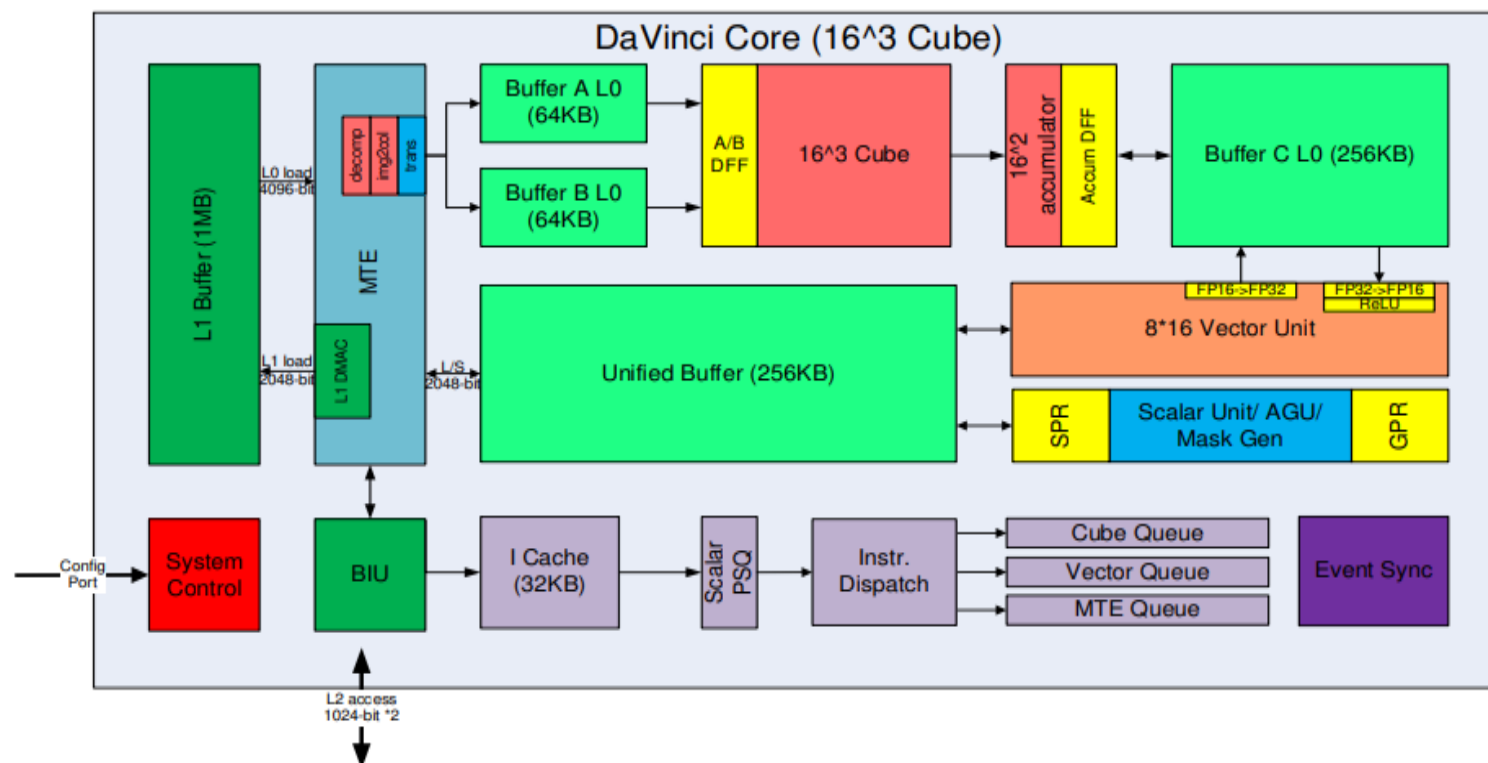 DaVinci Core (16^3 Cube)
L1 Buffer (1MB)
L0 load
4096-bit
L1 load
2048-bit
MTE
decomp
img2col
trans
L1 DMAC
L/S
2048-bit
Buffer A L0
(64KB)
Buffer B L0
(64KB)
A/B
DFF
16^3 Cube
16^2
accumulator
Accum DFF
Buffer C L0 (256KB)
Unified Buffer (256KB)
FP16->FP32
FP32->FP16
ReLU
8*16 Vector Unit
SPR
Scalar Unit/ AGU/
Mask Gen
GPR
Config
Port
System
Control
BIU
I Cache
(32KB)
Scalar
PSQ
Instr.
Dispatch
Cube Queue
Vector Queue
MTE Queue
Event Sync
L2 access
1024-bit *2